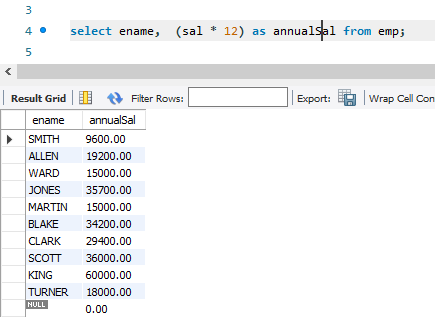 3
4 select ename, (sal * 12) as annualSal from emp;
5
Result Grid Filter Rows: Export: Wrap Cell Con
ename annualSal
SMITH 9600.00
ALLEN 19200.00
WARD 15000.00
JONES 35700.00
MARTIN 15000.00
BLAKE 34200.00
CLARK 29400.00
SCOTT 36000.00
KING 60000.00
TURNER 18000.00
NULL 0.00